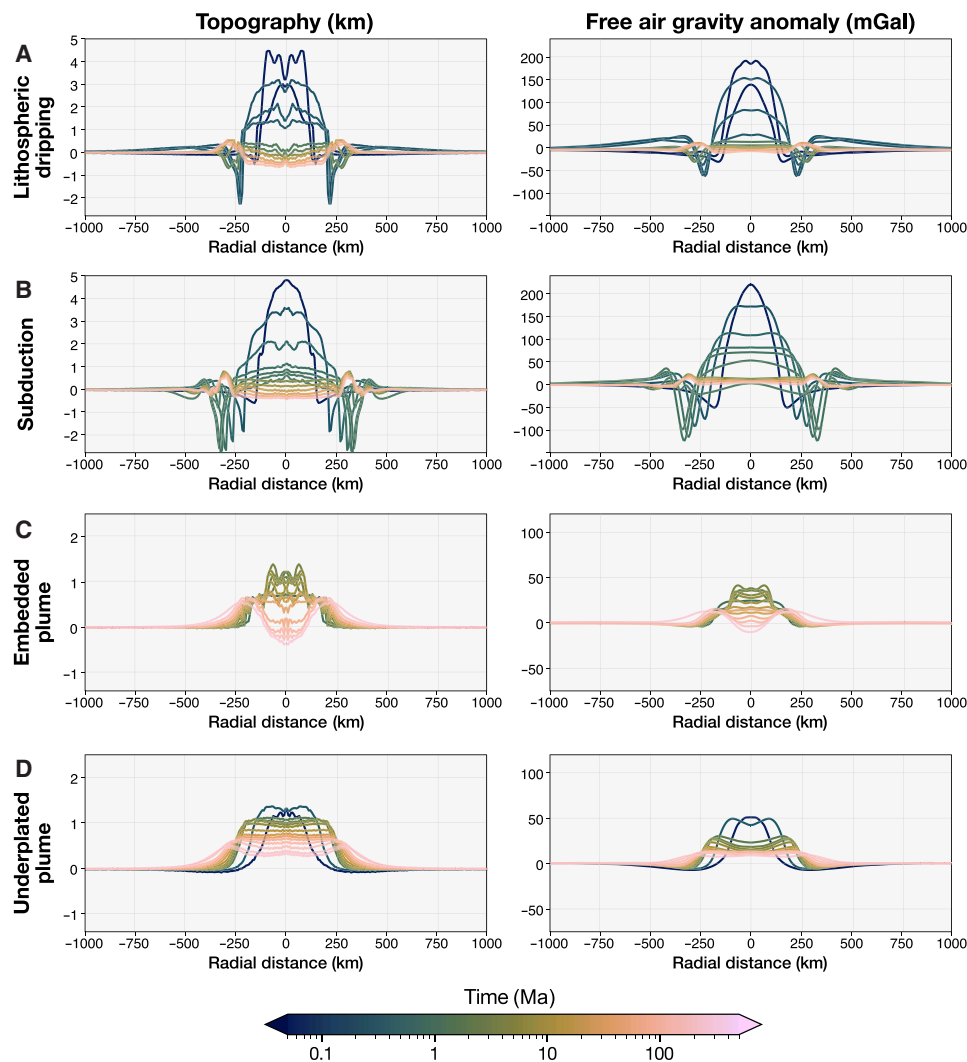 Topography (km)
Free air gravity anomaly (mGal)
A
Lithospheric
dripping
5
4
3
2
1
0
−1
−2
−1000 −750 −500 −250 0 250 500 750 1000
Radial distance (km)
200
150
100
50
0
−50
−100
−1000 −750 −500 −250 0 250 500 750 1000
Radial distance (km)
B
Subduction
5
4
3
2
1
0
−1
−2
−1000 −750 −500 −250 0 250 500 750 1000
Radial distance (km)
200
150
100
50
0
−50
−100
−1000 −750 −500 −250 0 250 500 750 1000
Radial distance (km)
C
Embedded
plume
2
1
0
−1
−1000 −750 −500 −250 0 250 500 750 1000
Radial distance (km)
100
50
0
−50
−1000 −750 −500 −250 0 250 500 750 1000
Radial distance (km)
D
Underplated
plume
2
1
0
−1
−1000 −750 −500 −250 0 250 500 750 1000
Radial distance (km)
100
50
0
−50
−1000 −750 −500 −250 0 250 500 750 1000
Radial distance (km)
Time (Ma)
0.1 1 10 100